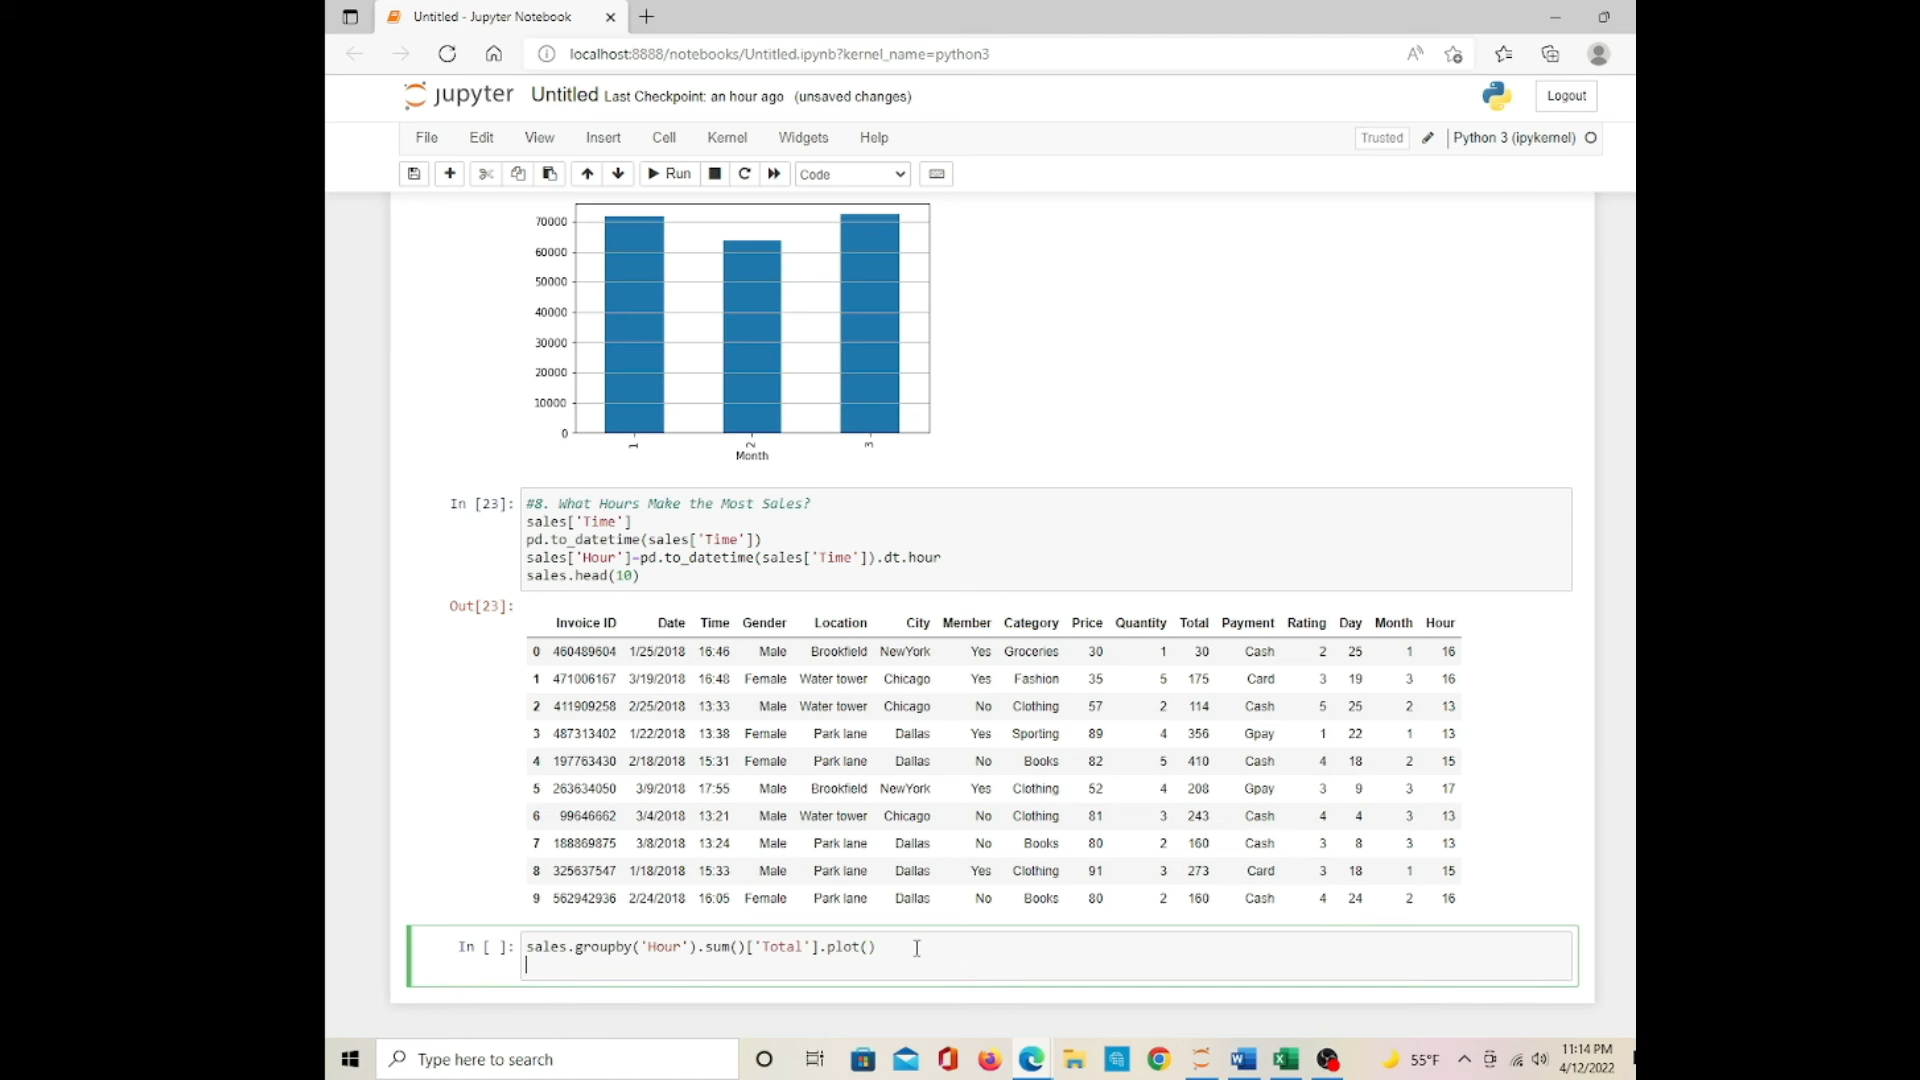 Untitled - Jupyter Notebook
localhost:8888/notebooks/Untitled.ipynb?kernel_name=python3
jupyter Untitled Last Checkpoint: an hour ago (unsaved changes) Logout
File Edit View Insert Cell Kernel Widgets Help Trusted Python 3 (ipykernel)
Run Code
70000
60000
50000
40000
30000
20000
10000
0
1 2 3
Month
In [23]: #8. What Hours Make the Most Sales?
sales['Time']
pd.to_datetime(sales['Time'])
sales['Hour']=pd.to_datetime(sales['Time']).dt.hour
sales.head(10)
Out[23]:
Invoice ID Date Time Gender Location City Member Category Price Quantity Total Payment Rating Day Month Hour
0 460489604 1/25/2018 16:46 Male Brookfield NewYork Yes Groceries 30 1 30 Cash 2 25 1 16
1 471006167 3/19/2018 16:48 Female Water tower Chicago Yes Fashion 35 5 175 Card 3 19 3 16
2 411909258 2/25/2018 13:33 Male Water tower Chicago No Clothing 57 2 114 Cash 5 25 2 13
3 487313402 1/22/2018 13:38 Female Park lane Dallas Yes Sporting 89 4 356 Gpay 1 22 1 13
4 197763430 2/18/2018 15:31 Female Park lane Dallas No Books 82 5 410 Cash 4 18 2 15
5 263634050 3/9/2018 17:55 Male Brookfield NewYork Yes Clothing 52 4 208 Gpay 3 9 3 17
6 99646662 3/4/2018 13:21 Male Water tower Chicago No Clothing 81 3 243 Cash 4 4 3 13
7 188869875 3/8/2018 13:24 Male Park lane Dallas No Books 80 2 160 Cash 3 8 3 13
8 325637547 1/18/2018 15:33 Male Park lane Dallas Yes Clothing 91 3 273 Card 3 18 1 15
9 562942936 2/24/2018 16:05 Female Park lane Dallas No Books 80 2 160 Cash 4 24 2 16
In [ ]: sales.groupby('Hour').sum()['Total'].plot()
Type here to search 55°F 11:14 PM
4/12/2022